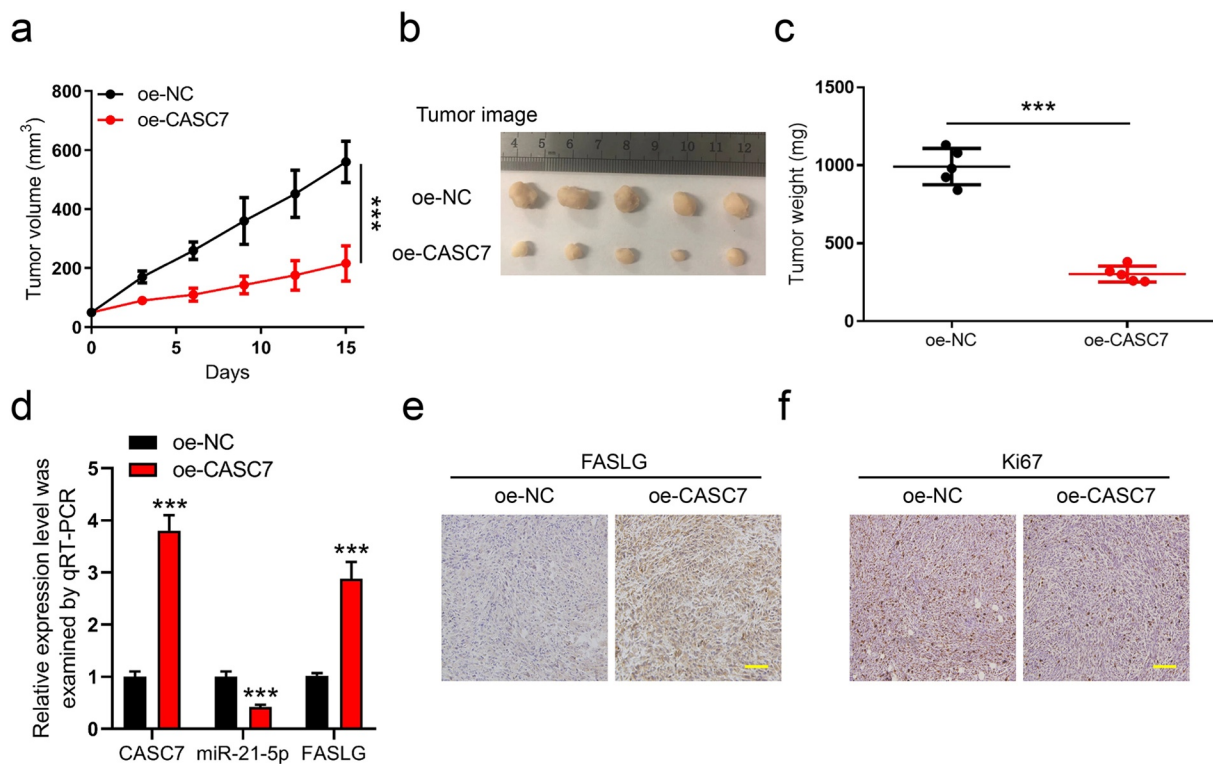 a
oe-NC
oe-CASC7
Tumor volume (mm³)
800
600
400
200
0
0 5 10 15
Days
***
b
Tumor image
4 5 6 7 8 9 10 11 12
oe-NC
oe-CASC7
c
Tumor weight (mg)
1500
1000
500
0
***
oe-NC oe-CASC7
d
oe-NC
oe-CASC7
Relative expression level was
examined by qRT-PCR
5
4
3
2
1
0
*** *** ***
CASC7 miR-21-5p FASLG
e
FASLG
oe-NC oe-CASC7
f
Ki67
oe-NC oe-CASC7